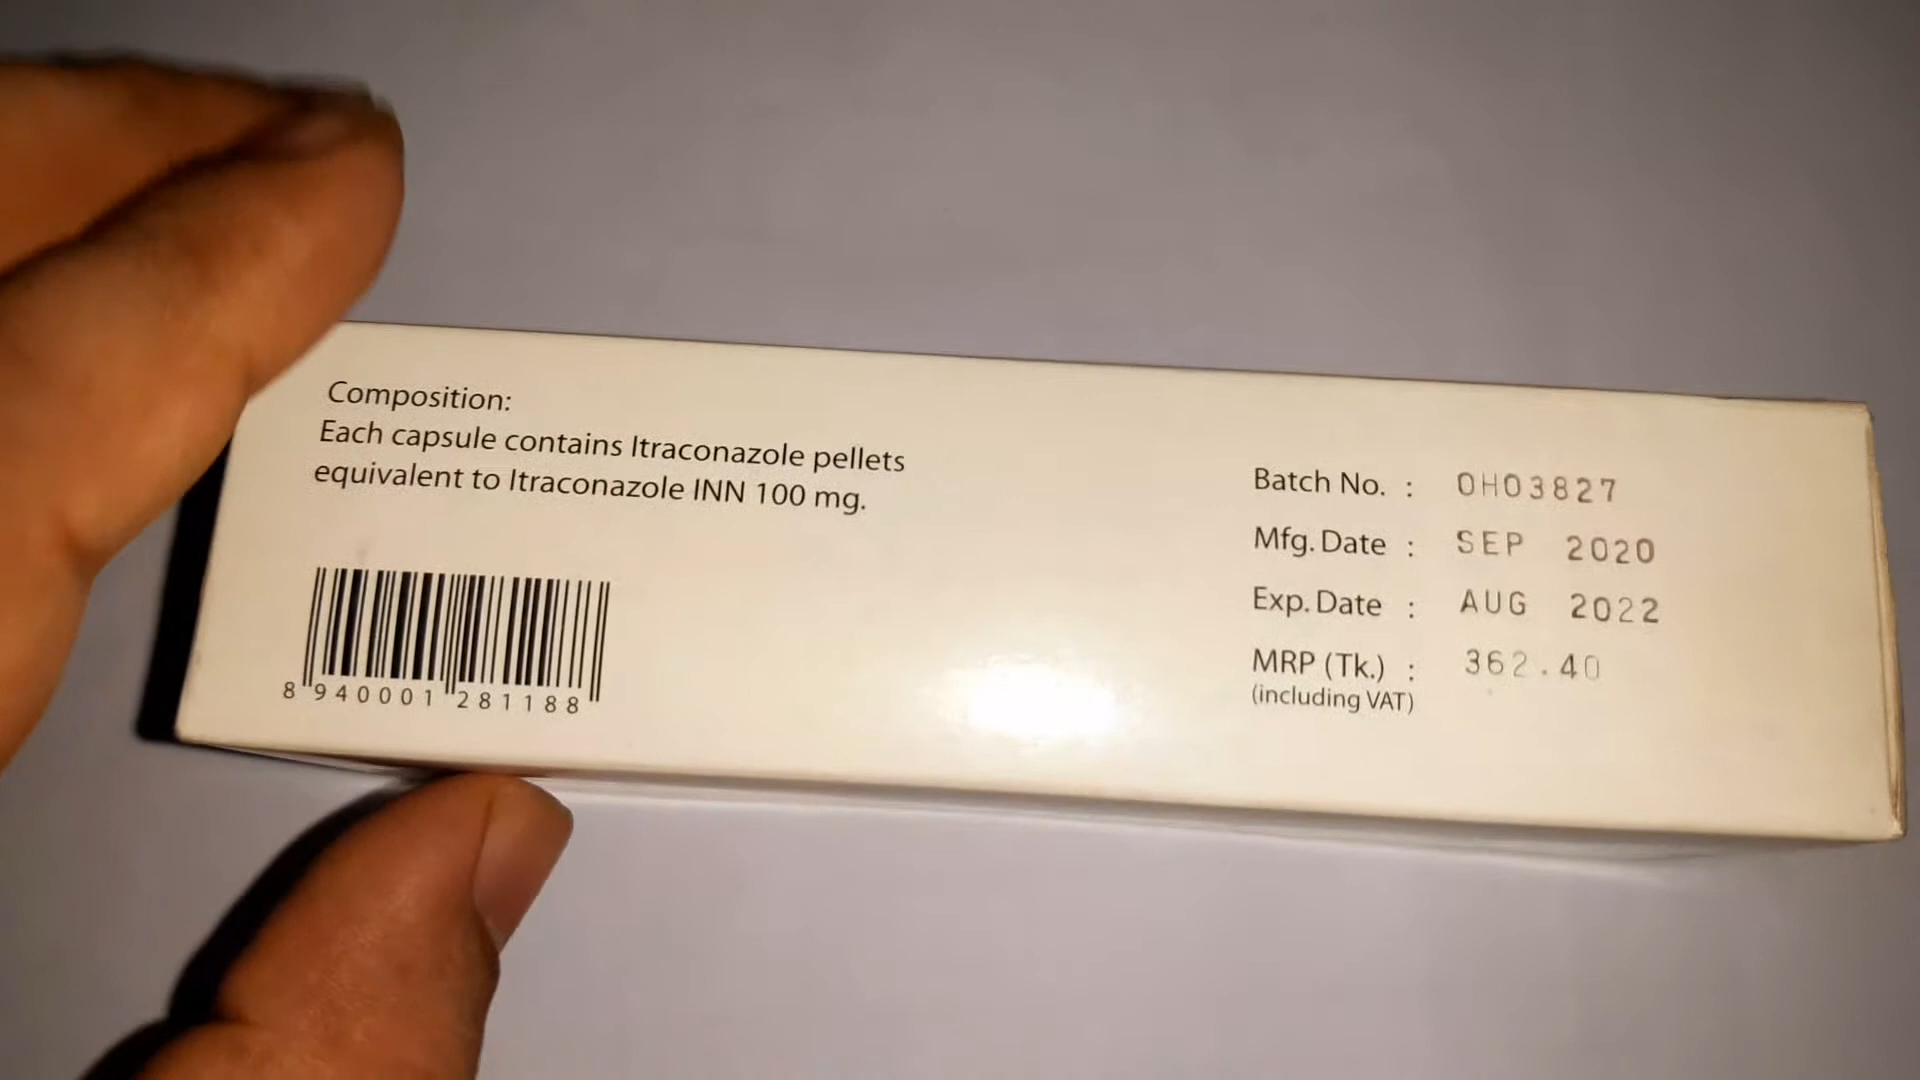 Composition:
Each capsule contains Itraconazole pellets
equivalent to Itraconazole INN 100 mg.
8 940001 281188
Batch No. : OHO3827
Mfg. Date : SEP 2020
Exp. Date : AUG 2022
MRP (Tk.) : 362.40
(including VAT)